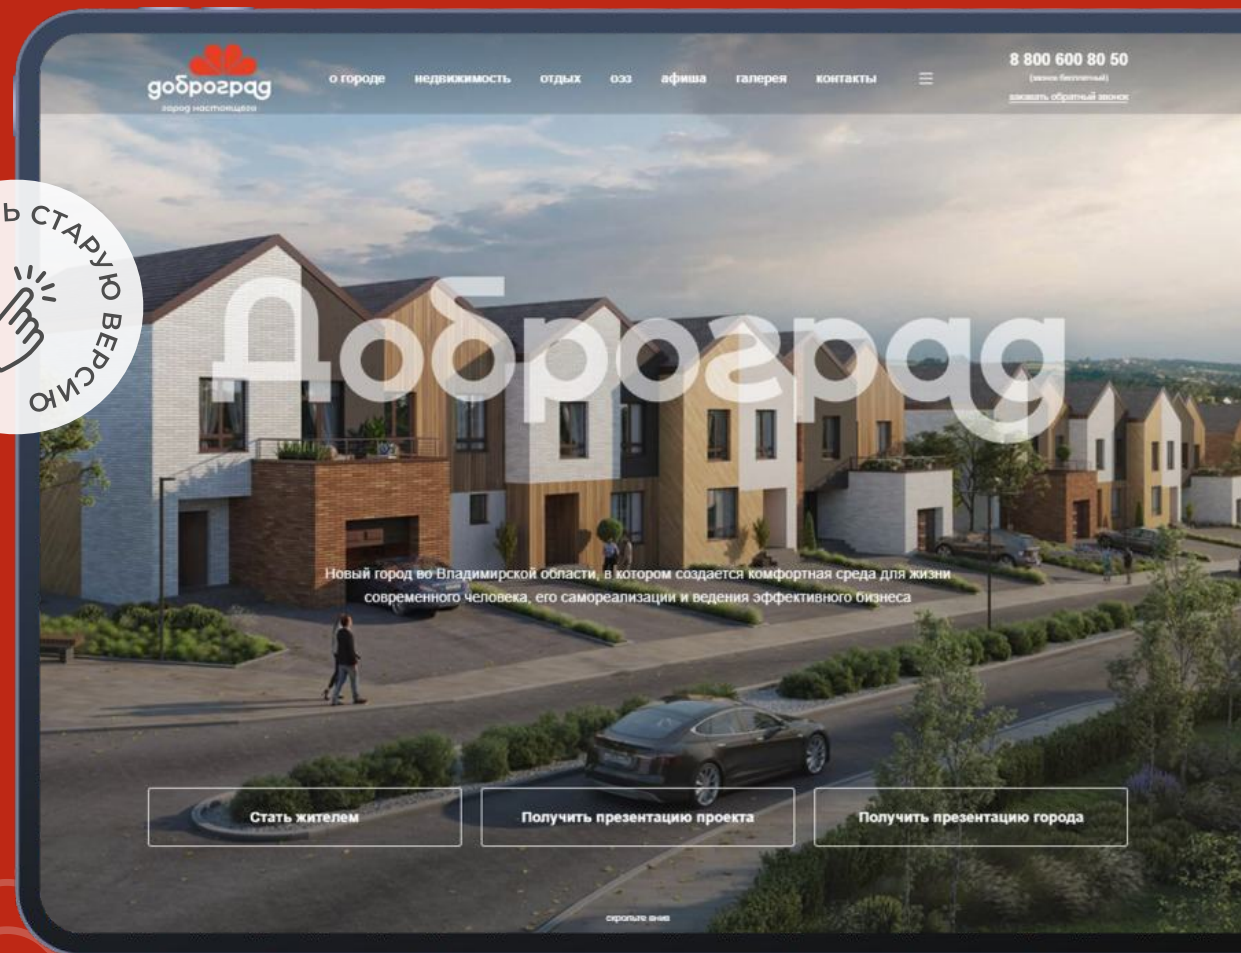 доброград
город настоящего
о городе недвижимость отдых оэз афиша галерея контакты
8 800 600 80 50
(звонок бесплатный)
заказать обратный звонок
Ь СТАРУЮ ВЕРСИЮ
Доброград
Новый город во Владимирской области, в котором создается комфортная среда для жизни
современного человека, его самореализации и ведения эффективного бизнеса
Стать жителем
Получить презентацию проекта
Получить презентацию города
скрольте вниз